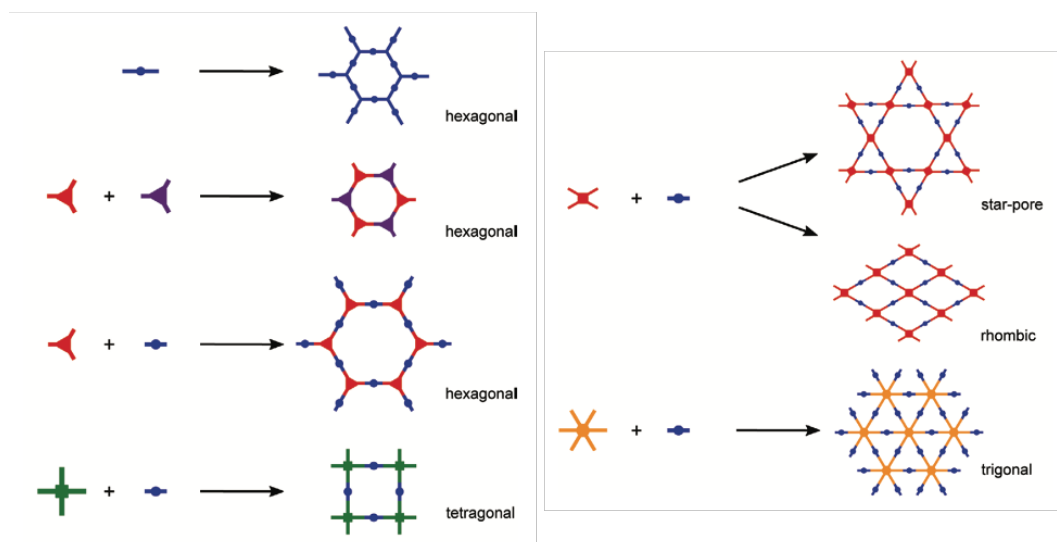 hexagonal
+
hexagonal
+
hexagonal
+
tetragonal
+
star-pore
rhombic
+
trigonal